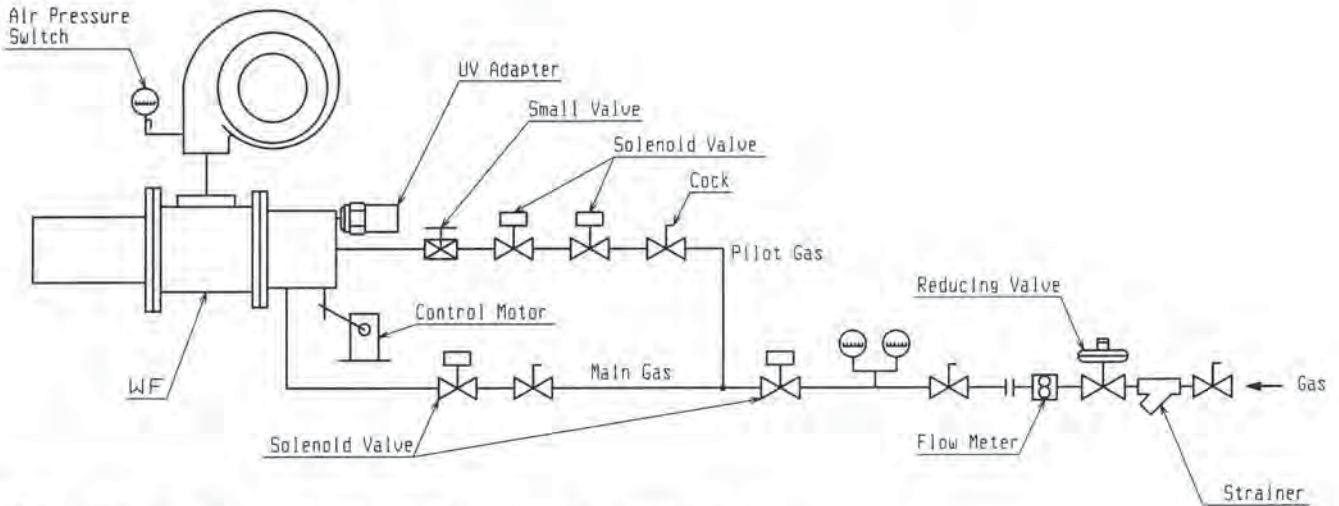 Air Pressure
Switch
UV Adapter
Small Valve
Solenoid Valve
Cock
Pilot Gas
Reducing Valve
Control Motor
WF
Main Gas
Gas
Solenoid Valve
Flow Meter
Strainer